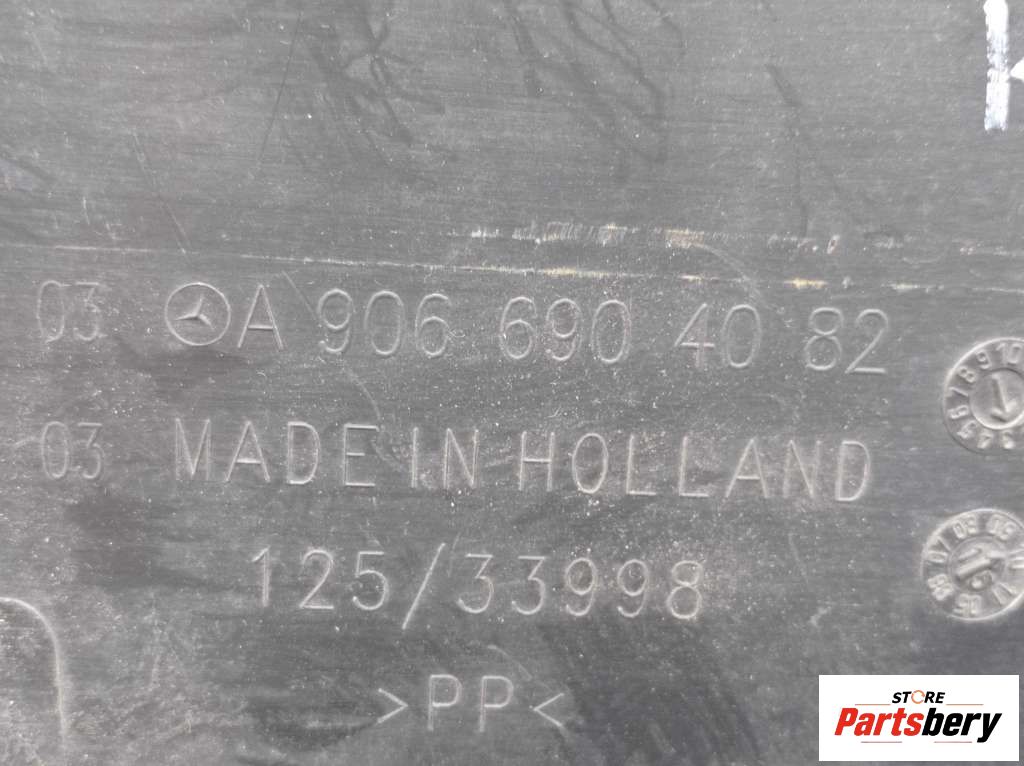 03 A 906 690 40 82
03 MADE IN HOLLAND
125/33998
>PP<
STORE
Partsbery